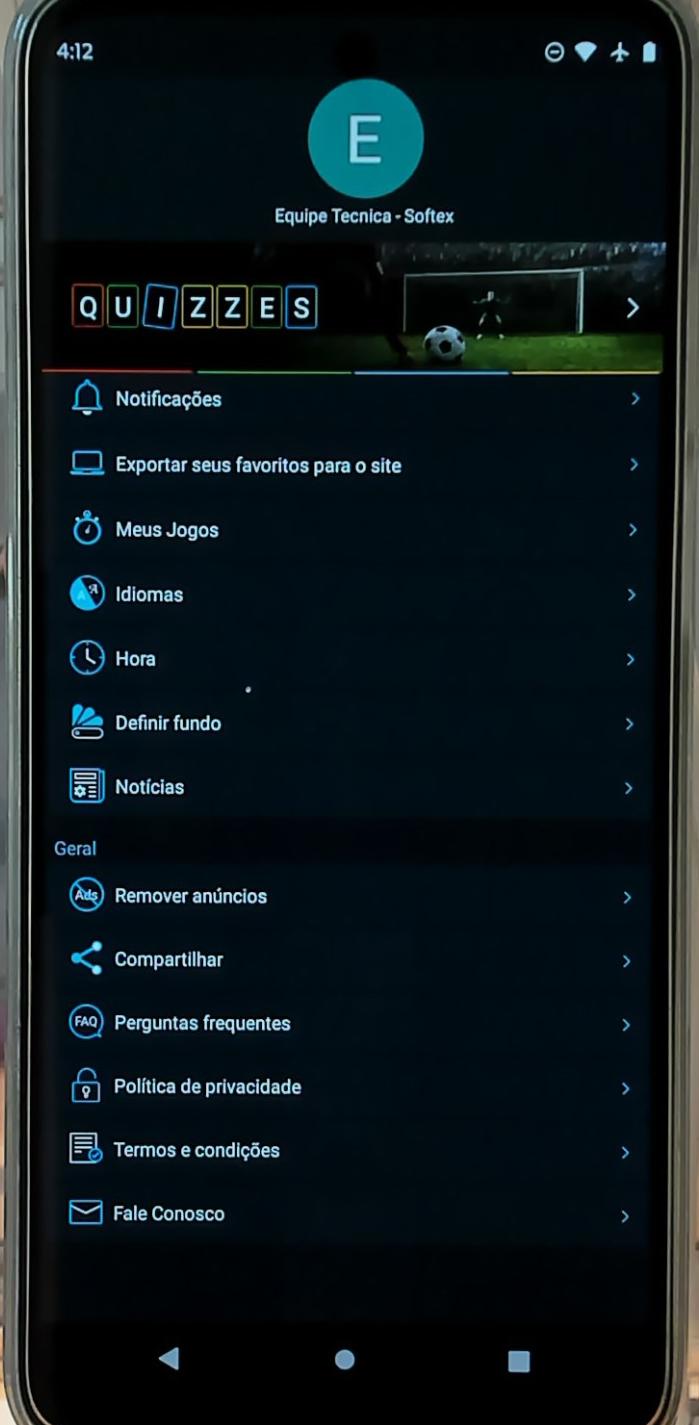 4:12
E
Equipe Tecnica - Softex
QUIZZES
Notificações
Exportar seus favoritos para o site
Meus Jogos
Idiomas
Hora
Definir fundo
Notícias
Geral
Ads Remover anúncios
Compartilhar
FAQ Perguntas frequentes
Política de privacidade
Termos e condições
Fale Conosco